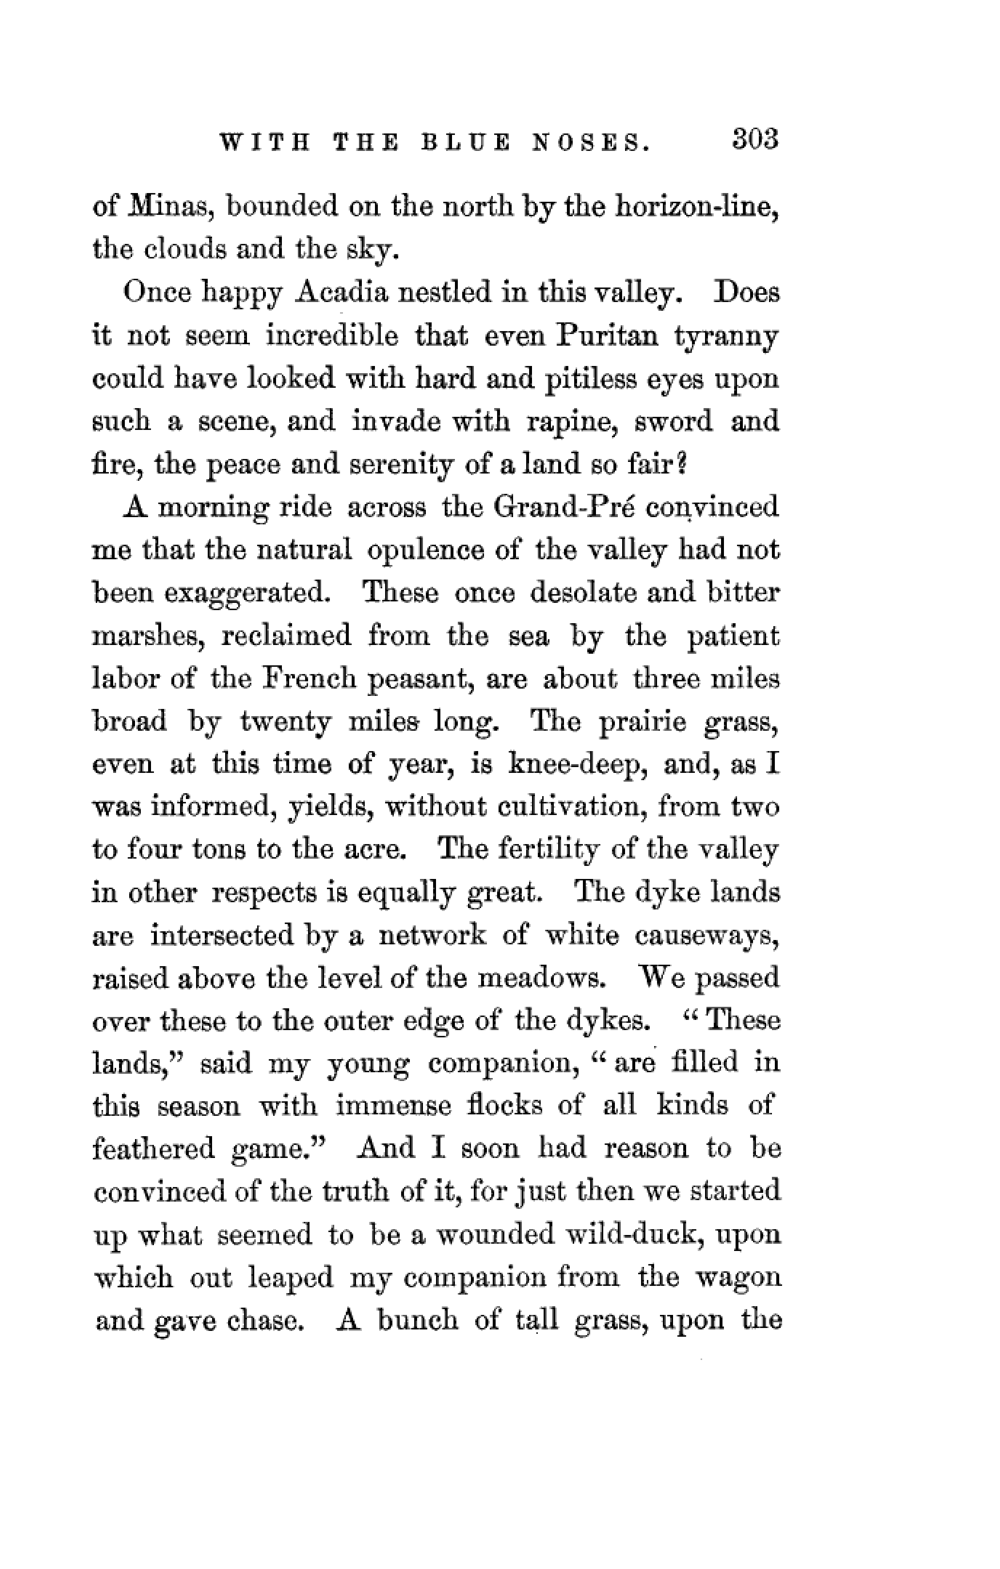 WITH THE BLUE NOSES. 303
of Minas, bounded on the north by the horizon-line,
the clouds and the sky.
Once happy Acadia nestled in this valley. Does
it not seem incredible that even Puritan tyranny
could have looked with hard and pitiless eyes upon
such a scene, and invade with rapine, sword and
fire, the peace and serenity of a land so fair?
A morning ride across the Grand-Pré convinced
me that the natural opulence of the valley had not
been exaggerated. These once desolate and bitter
marshes, reclaimed from the sea by the patient
labor of the French peasant, are about three miles
broad by twenty miles long. The prairie grass,
even at this time of year, is knee-deep, and, as I
was informed, yields, without cultivation, from two
to four tons to the acre. The fertility of the valley
in other respects is equally great. The dyke lands
are intersected by a network of white causeways,
raised above the level of the meadows. We passed
over these to the outer edge of the dykes. “These
lands,” said my young companion, “are filled in
this season with immense flocks of all kinds of
feathered game.” And I soon had reason to be
convinced of the truth of it, for just then we started
up what seemed to be a wounded wild-duck, upon
which out leaped my companion from the wagon
and gave chase. A bunch of tall grass, upon the